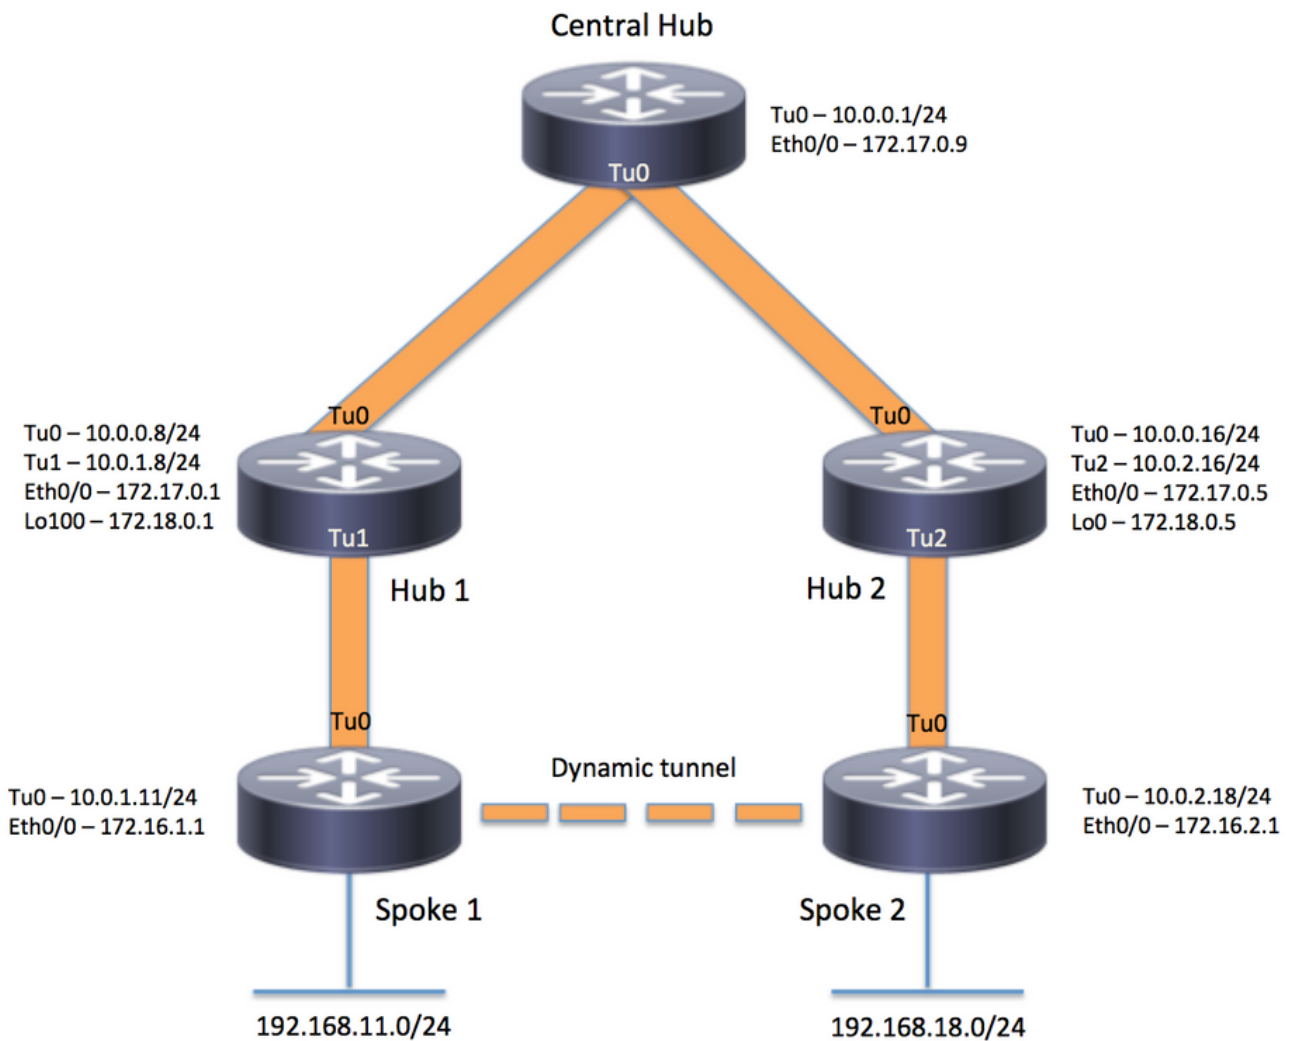 Central Hub
Tu0 – 10.0.0.1/24
Eth0/0 – 172.17.0.9
Tu0
Tu0
Tu0
Tu0 – 10.0.0.8/24
Tu1 – 10.0.1.8/24
Eth0/0 – 172.17.0.1
Lo100 – 172.18.0.1
Tu0 – 10.0.0.16/24
Tu2 – 10.0.2.16/24
Eth0/0 – 172.17.0.5
Lo0 – 172.18.0.5
Tu1
Tu2
Hub 1
Hub 2
Tu0
Tu0
Dynamic tunnel
Tu0 – 10.0.1.11/24
Eth0/0 – 172.16.1.1
Tu0 – 10.0.2.18/24
Eth0/0 – 172.16.2.1
Spoke 1
Spoke 2
192.168.11.0/24
192.168.18.0/24